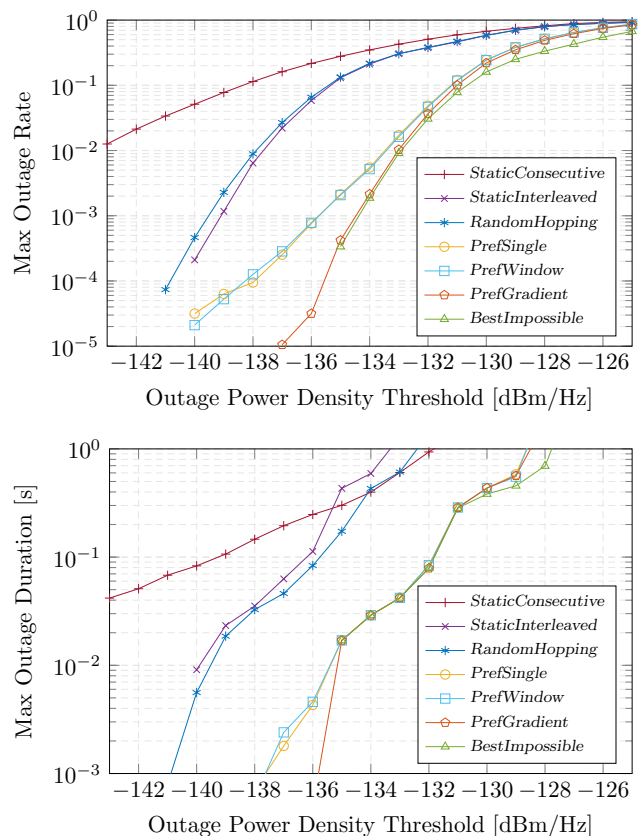 10^0
10^−1
10^−2
10^−3
10^−4
10^−5
Max Outage Rate
StaticConsecutive
StaticInterleaved
RandomHopping
PrefSingle
PrefWindow
PrefGradient
BestImpossible
−142 −140 −138 −136 −134 −132 −130 −128 −126
Outage Power Density Threshold [dBm/Hz]
10^0
10^−1
10^−2
10^−3
Max Outage Duration [s]
StaticConsecutive
StaticInterleaved
RandomHopping
PrefSingle
PrefWindow
PrefGradient
BestImpossible
−142 −140 −138 −136 −134 −132 −130 −128 −126
Outage Power Density Threshold [dBm/Hz]